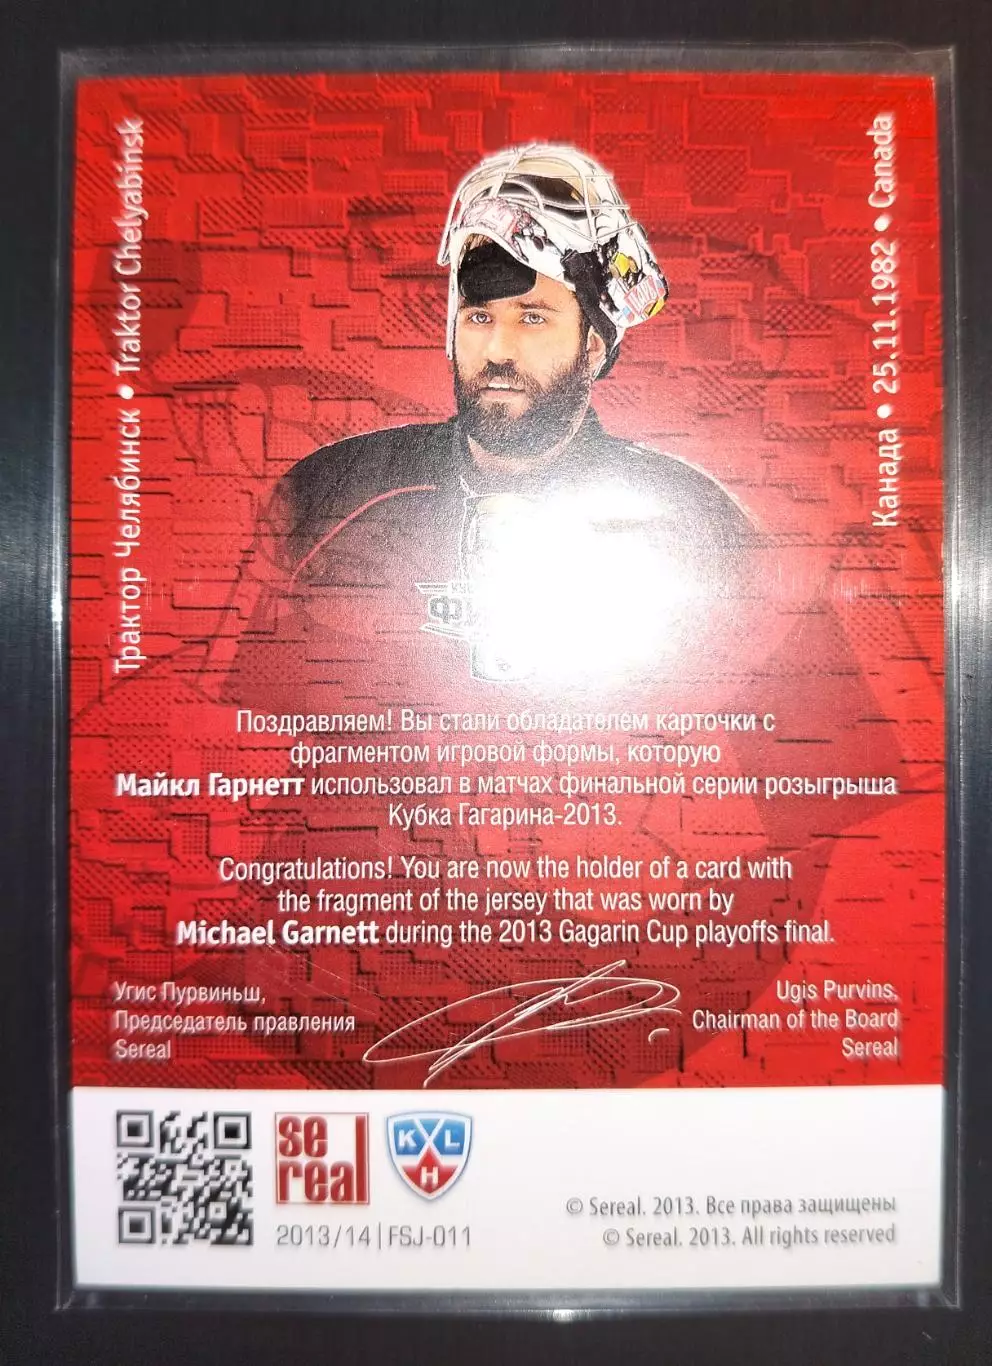 Трактор Челябинск • Traktor Chelyabinsk
Канада • 25.11.1982 • Canada
Поздравляем! Вы стали обладателем карточки с
фрагментом игровой формы, которую
Майкл Гарнетт использовал в матчах финальной серии розыгрыша
Кубка Гагарина-2013.
Congratulations! You are now the holder of a card with
the fragment of the jersey that was worn by
Michael Garnett during the 2013 Gagarin Cup playoffs final.
Угис Пурвиньш,
Председатель правления
Sereal
Ugis Purvins,
Chairman of the Board
Sereal
se
real
KHL
2013/14 | FSJ-011
© Sereal. 2013. Все права защищены
© Sereal. 2013. All rights reserved